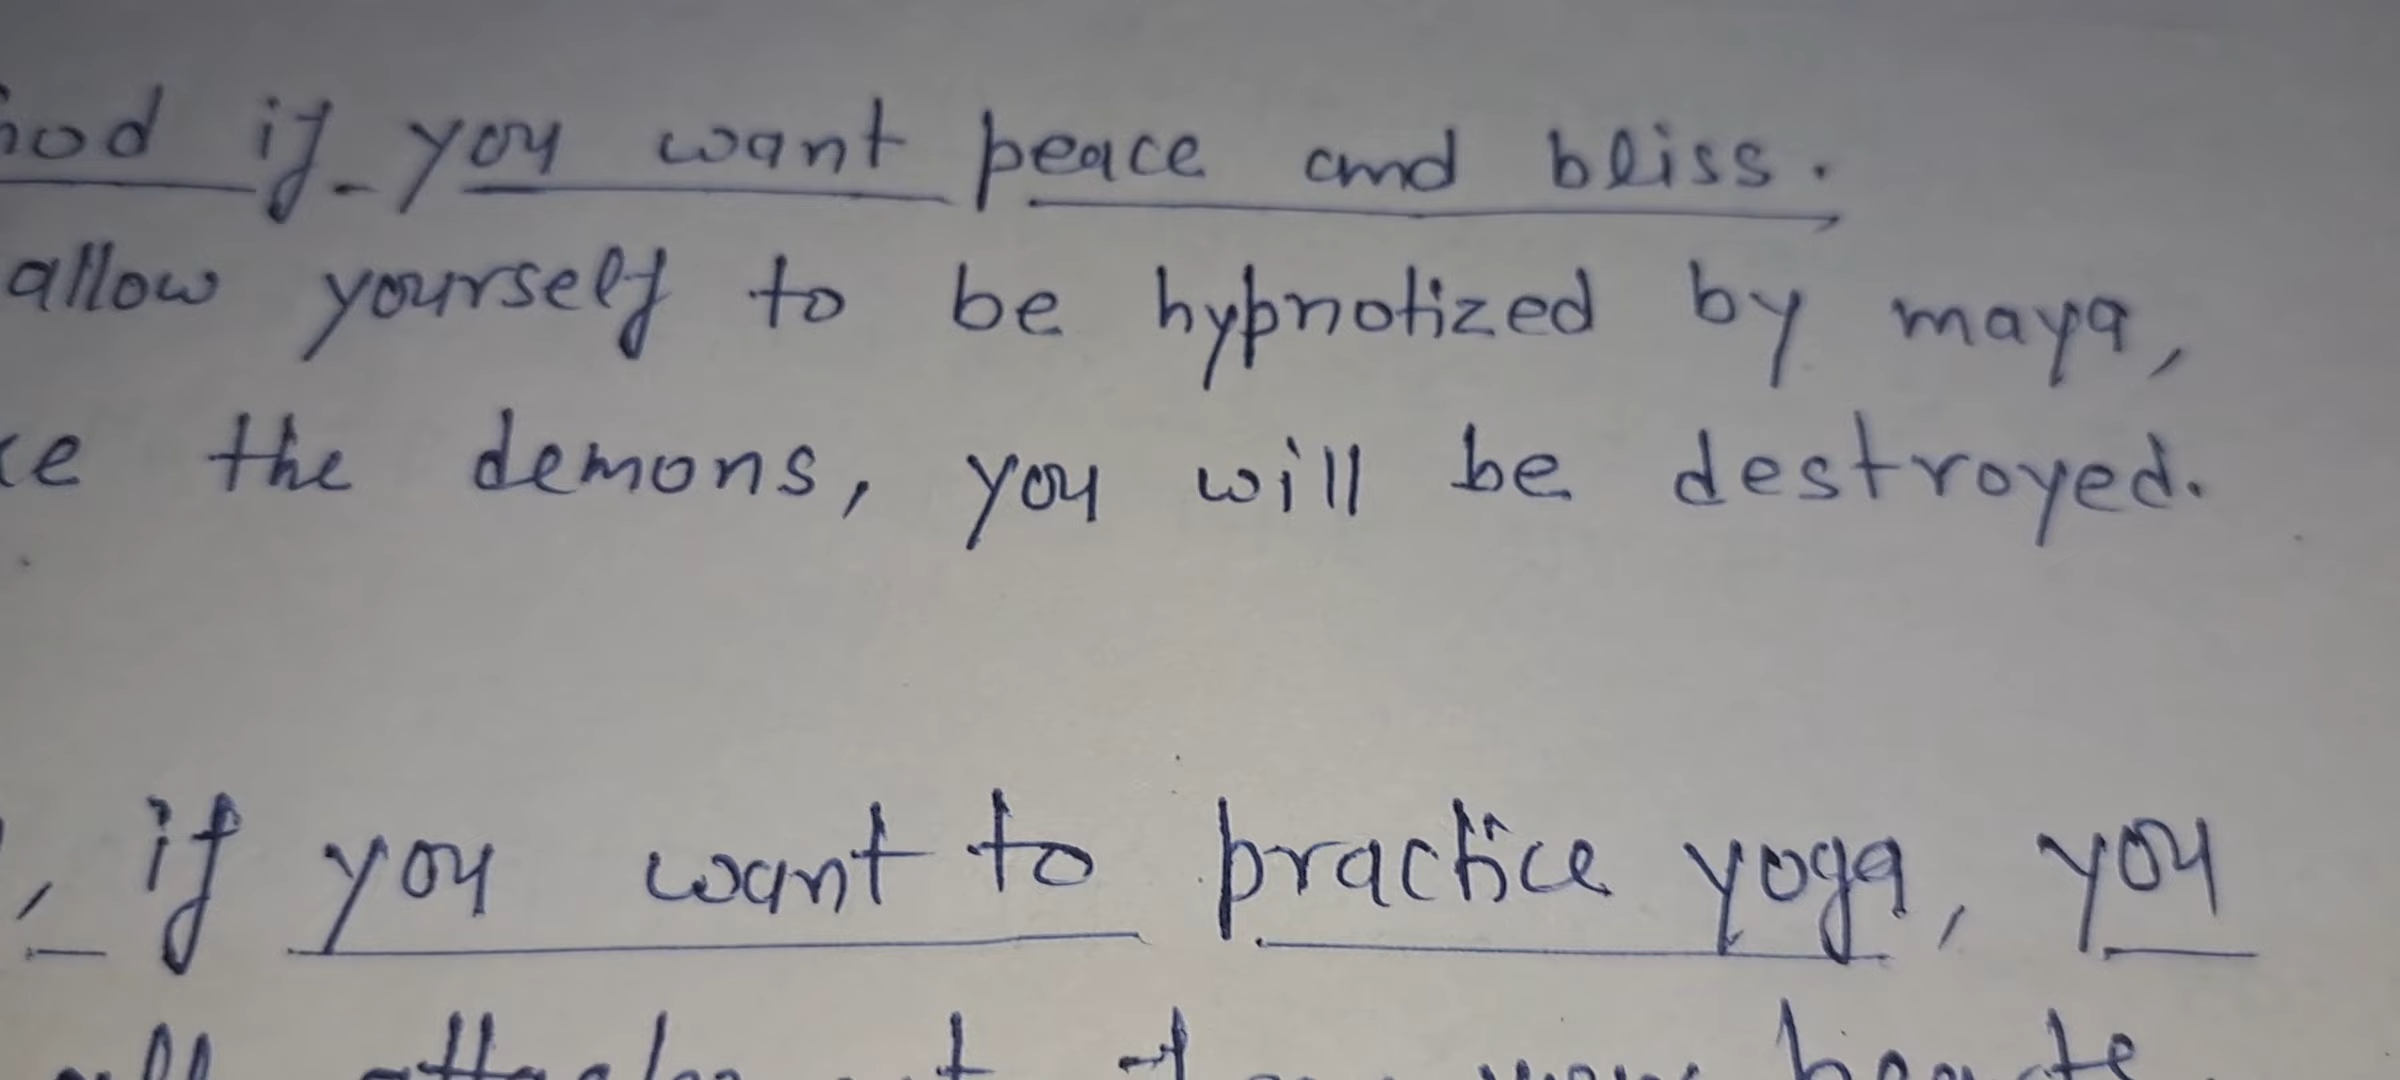 if you want peace and bliss.
allow yourself to be hypnotized by maya,
the demons, you will be destroyed.
, if you want to practice yoga, you